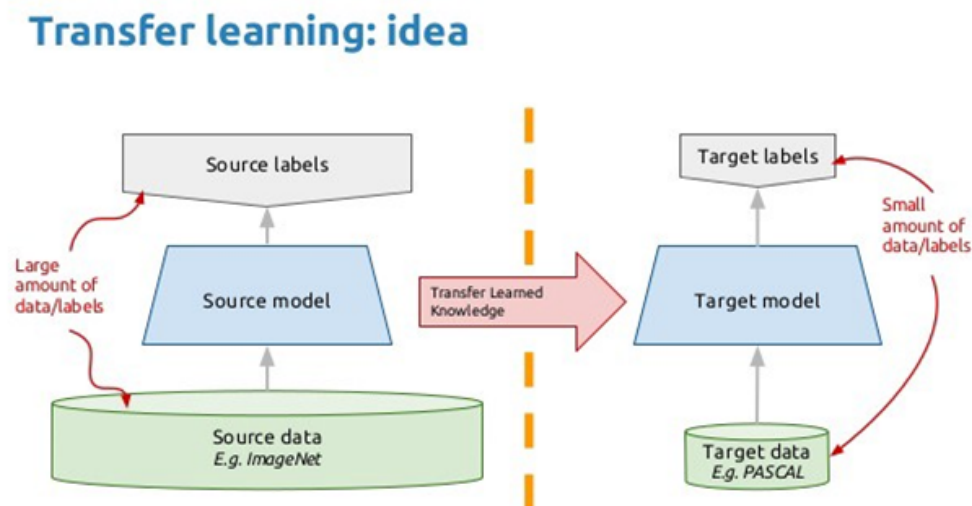 Transfer learning: idea
Source labels
Large
amount of
data/labels
Source model
Source data
E.g. ImageNet
Transfer Learned
Knowledge
Target labels
Small
amount of
data/labels
Target model
Target data
E.g. PASCAL